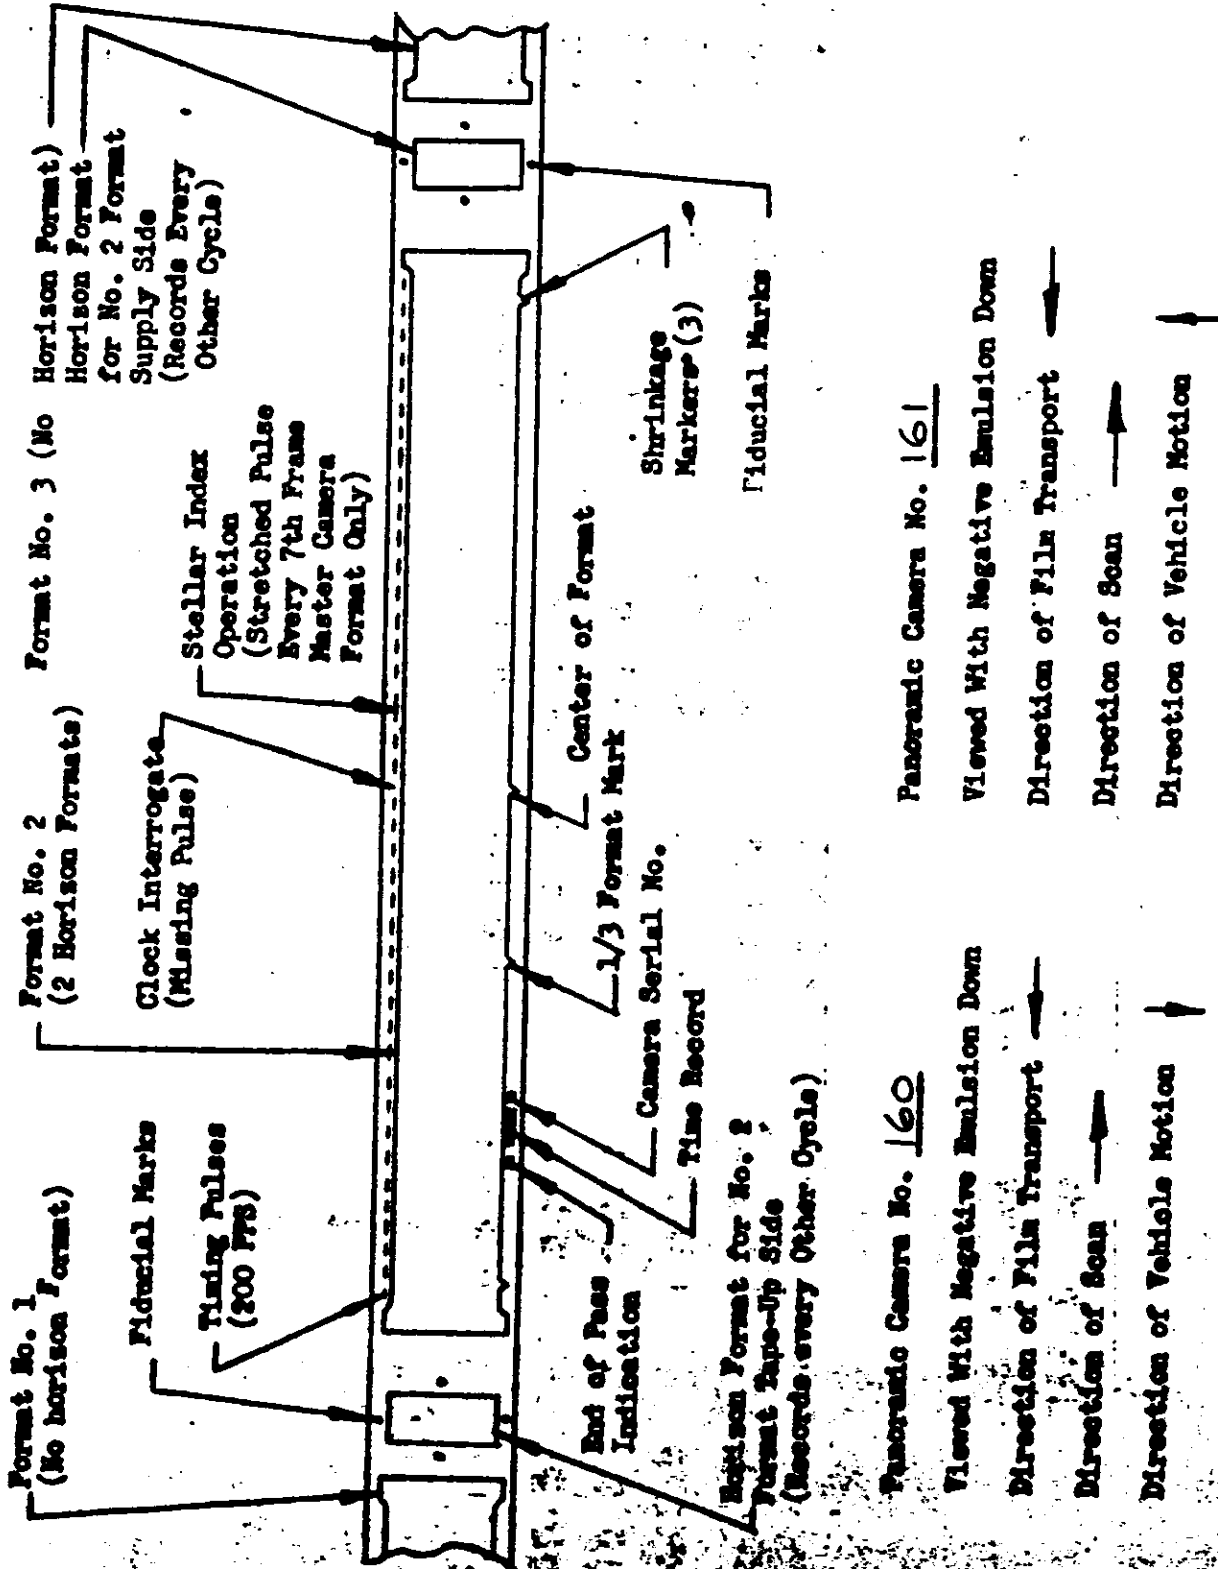 Format No. 1
(No horison Format)
Format No. 2
(2 Horison Formats)
Format No. 3 (No Horison Format)
Horison Format
for No. 2 Format
Supply Side
(Records Every
Other Cycle)
Fiducial Marks
Timing Pulses
(200 PPS)
Clock Interrogate
(Missing Pulse)
Stellar Index
Operation
(Stretched Pulse
Every 7th Frame
Master Camera
Format Only)
End of Pass
Indication
Horison Format for No. 2
Format Tape-Up Side
(Records every Other Cycle)
Time Record
Camera Serial No.
1/3 Format Mark
Center of Format
Shrinkage
Markers (3)
Fiducial Marks
Panoramic Camera No. 160
Viewed With Negative Emulsion Down
Direction of Film Transport
Direction of Scan
Direction of Vehicle Motion
Panoramic Camera No. 161
Viewed With Negative Emulsion Down
Direction of Film Transport
Direction of Scan
Direction of Vehicle Motion